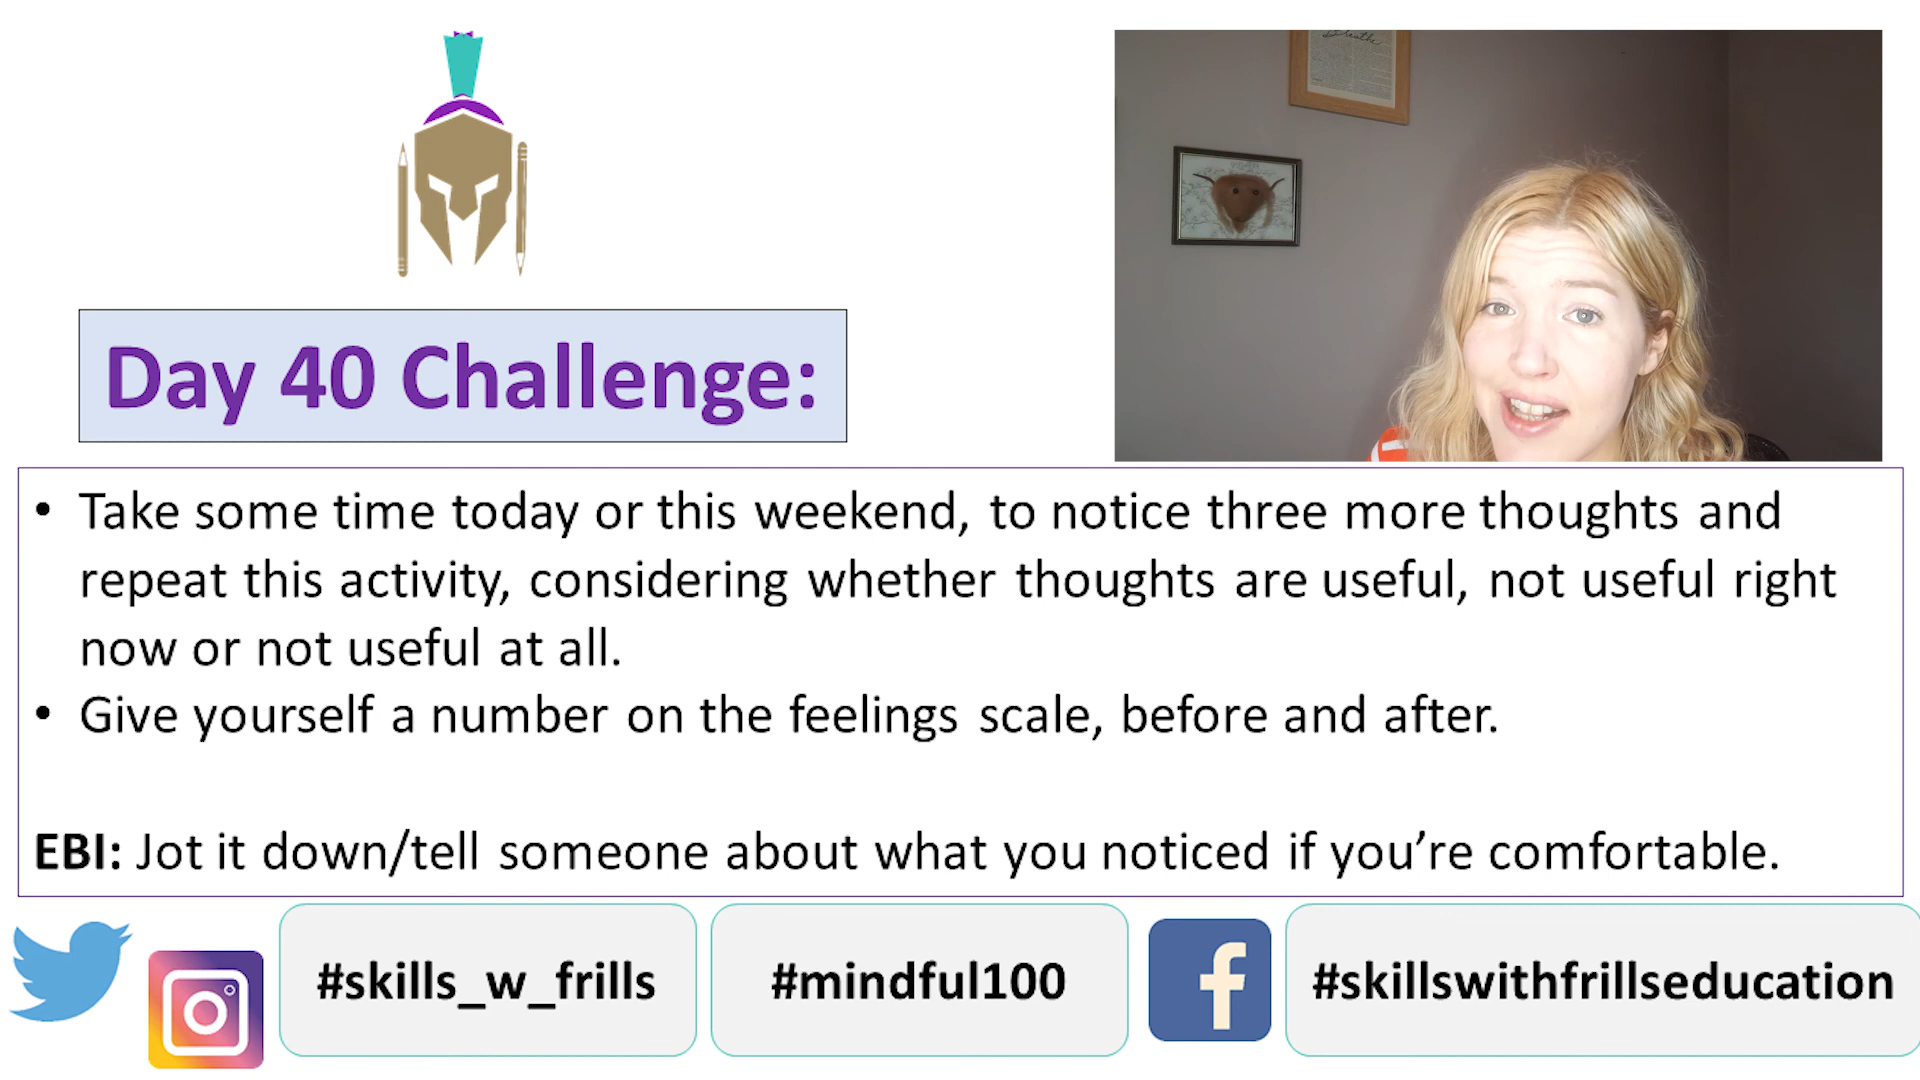 Breathe
Day 40 Challenge:
• Take some time today or this weekend, to notice three more thoughts and
repeat this activity, considering whether thoughts are useful, not useful right
now or not useful at all.
• Give yourself a number on the feelings scale, before and after.
EBI: Jot it down/tell someone about what you noticed if you’re comfortable.
#skills_w_frills
#mindful100
#skillswithfrillseducation